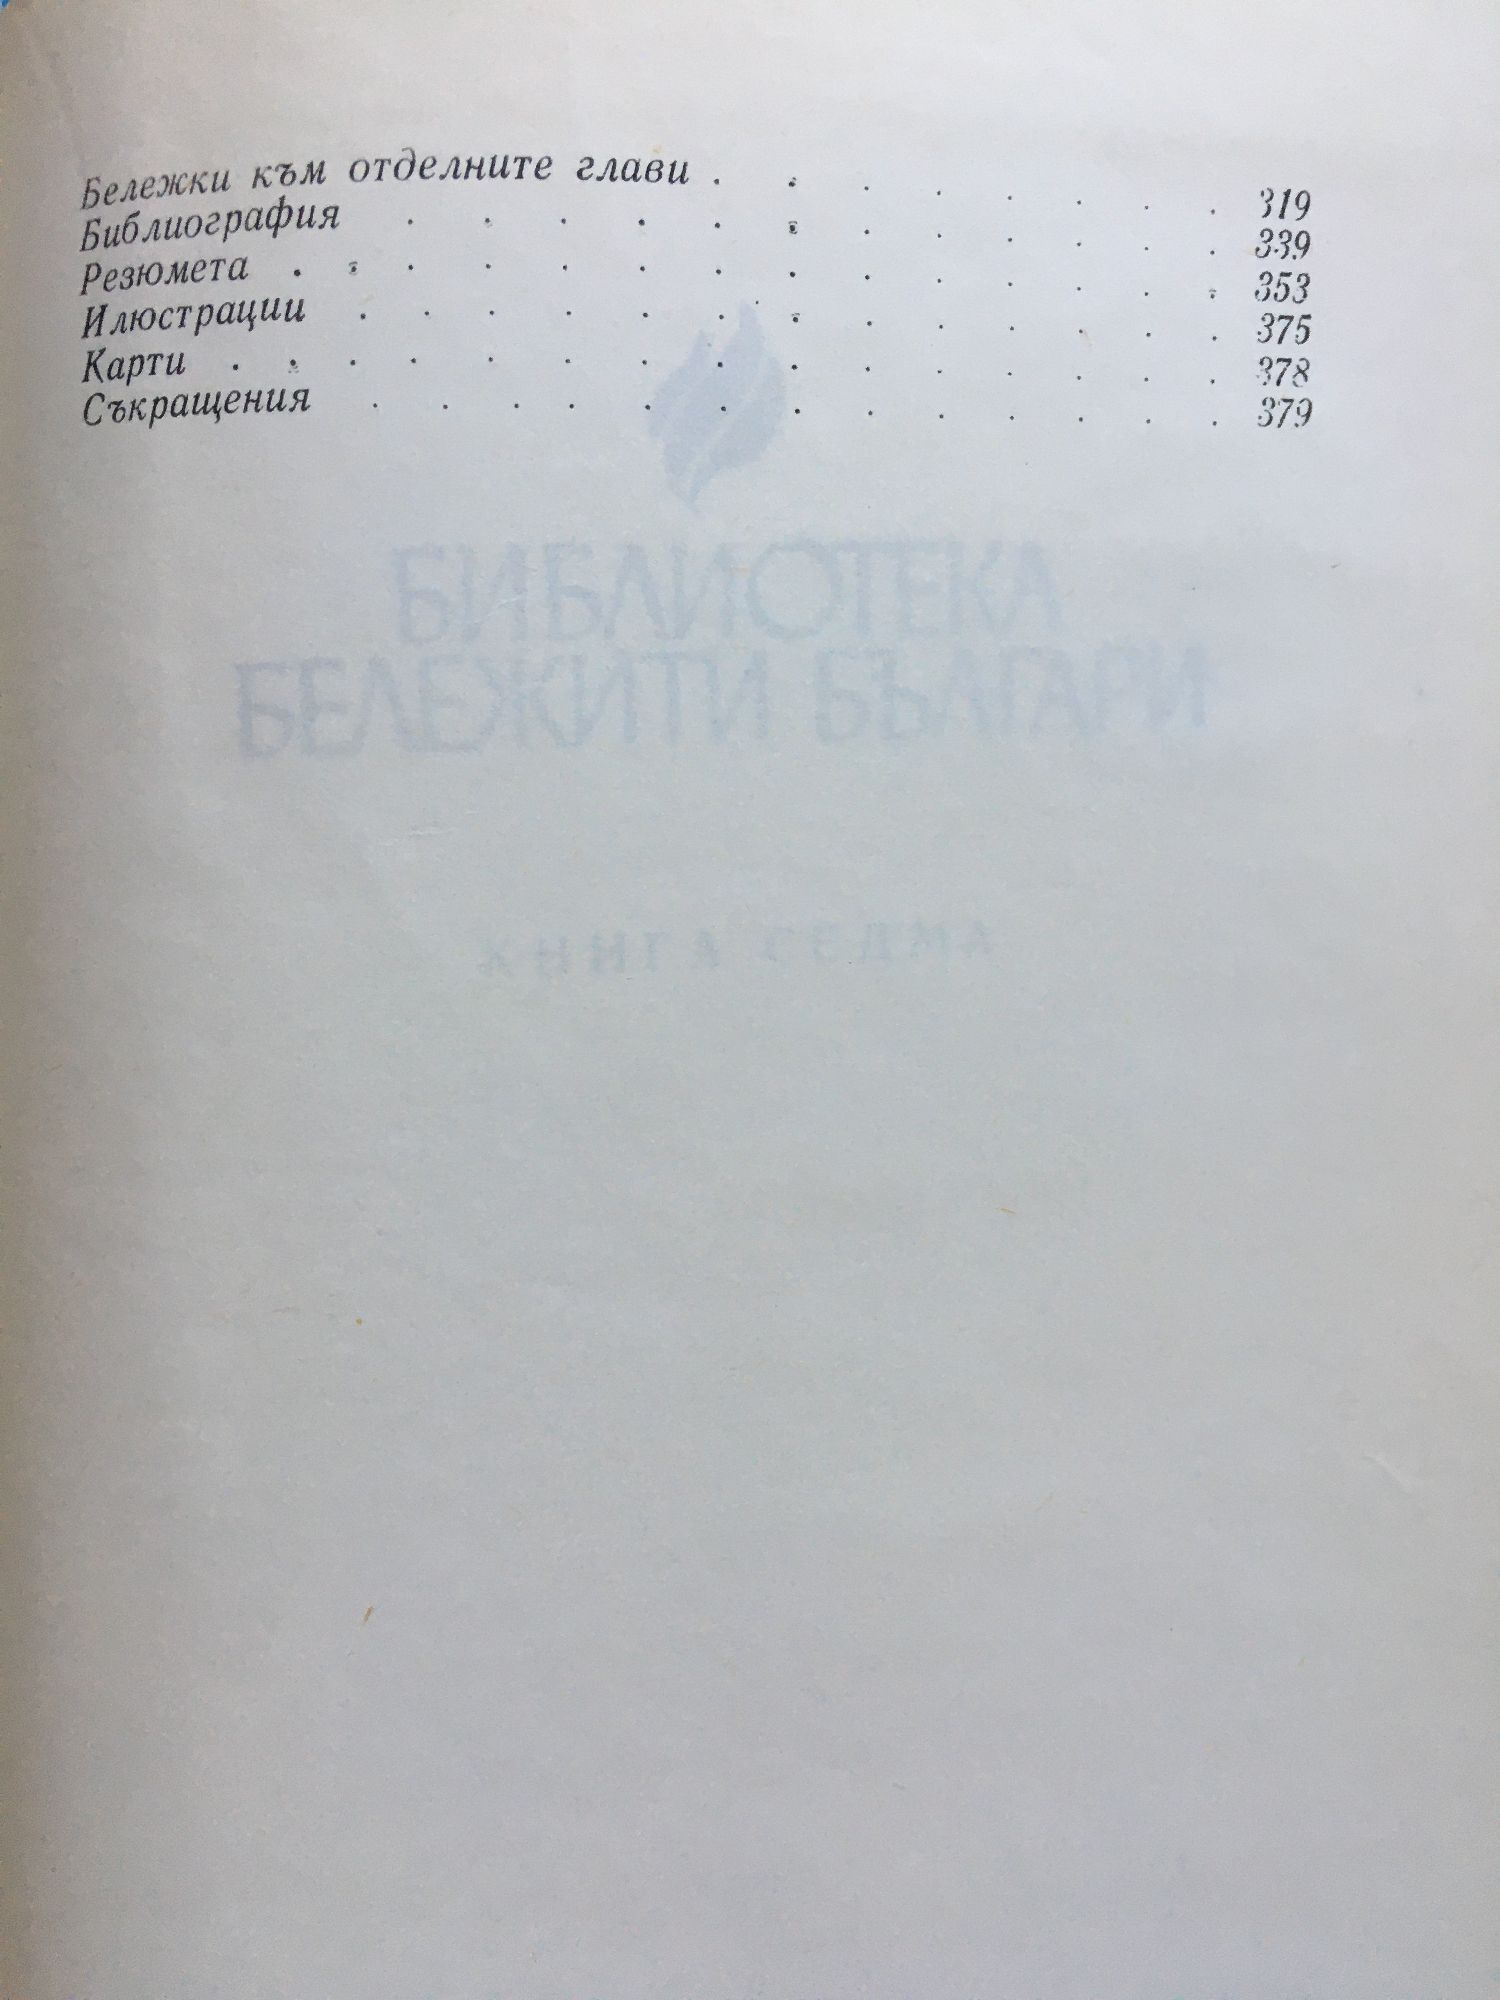 Бележки към отделните глави . . . . . . . . 319
Библиография . . . . . . . . . . . . 339
Резюмета . . . . . . . . . . . . . . 353
Илюстрации . . . . . . . . . . . . . 375
Карти . . . . . . . . . . . . . . . 378
Съкращения . . . . . . . . . . . . . 379
БИБЛИОТЕКА
БЕЛЕЖИТИ БЪЛГАРИ
КНИГА СЕДМА